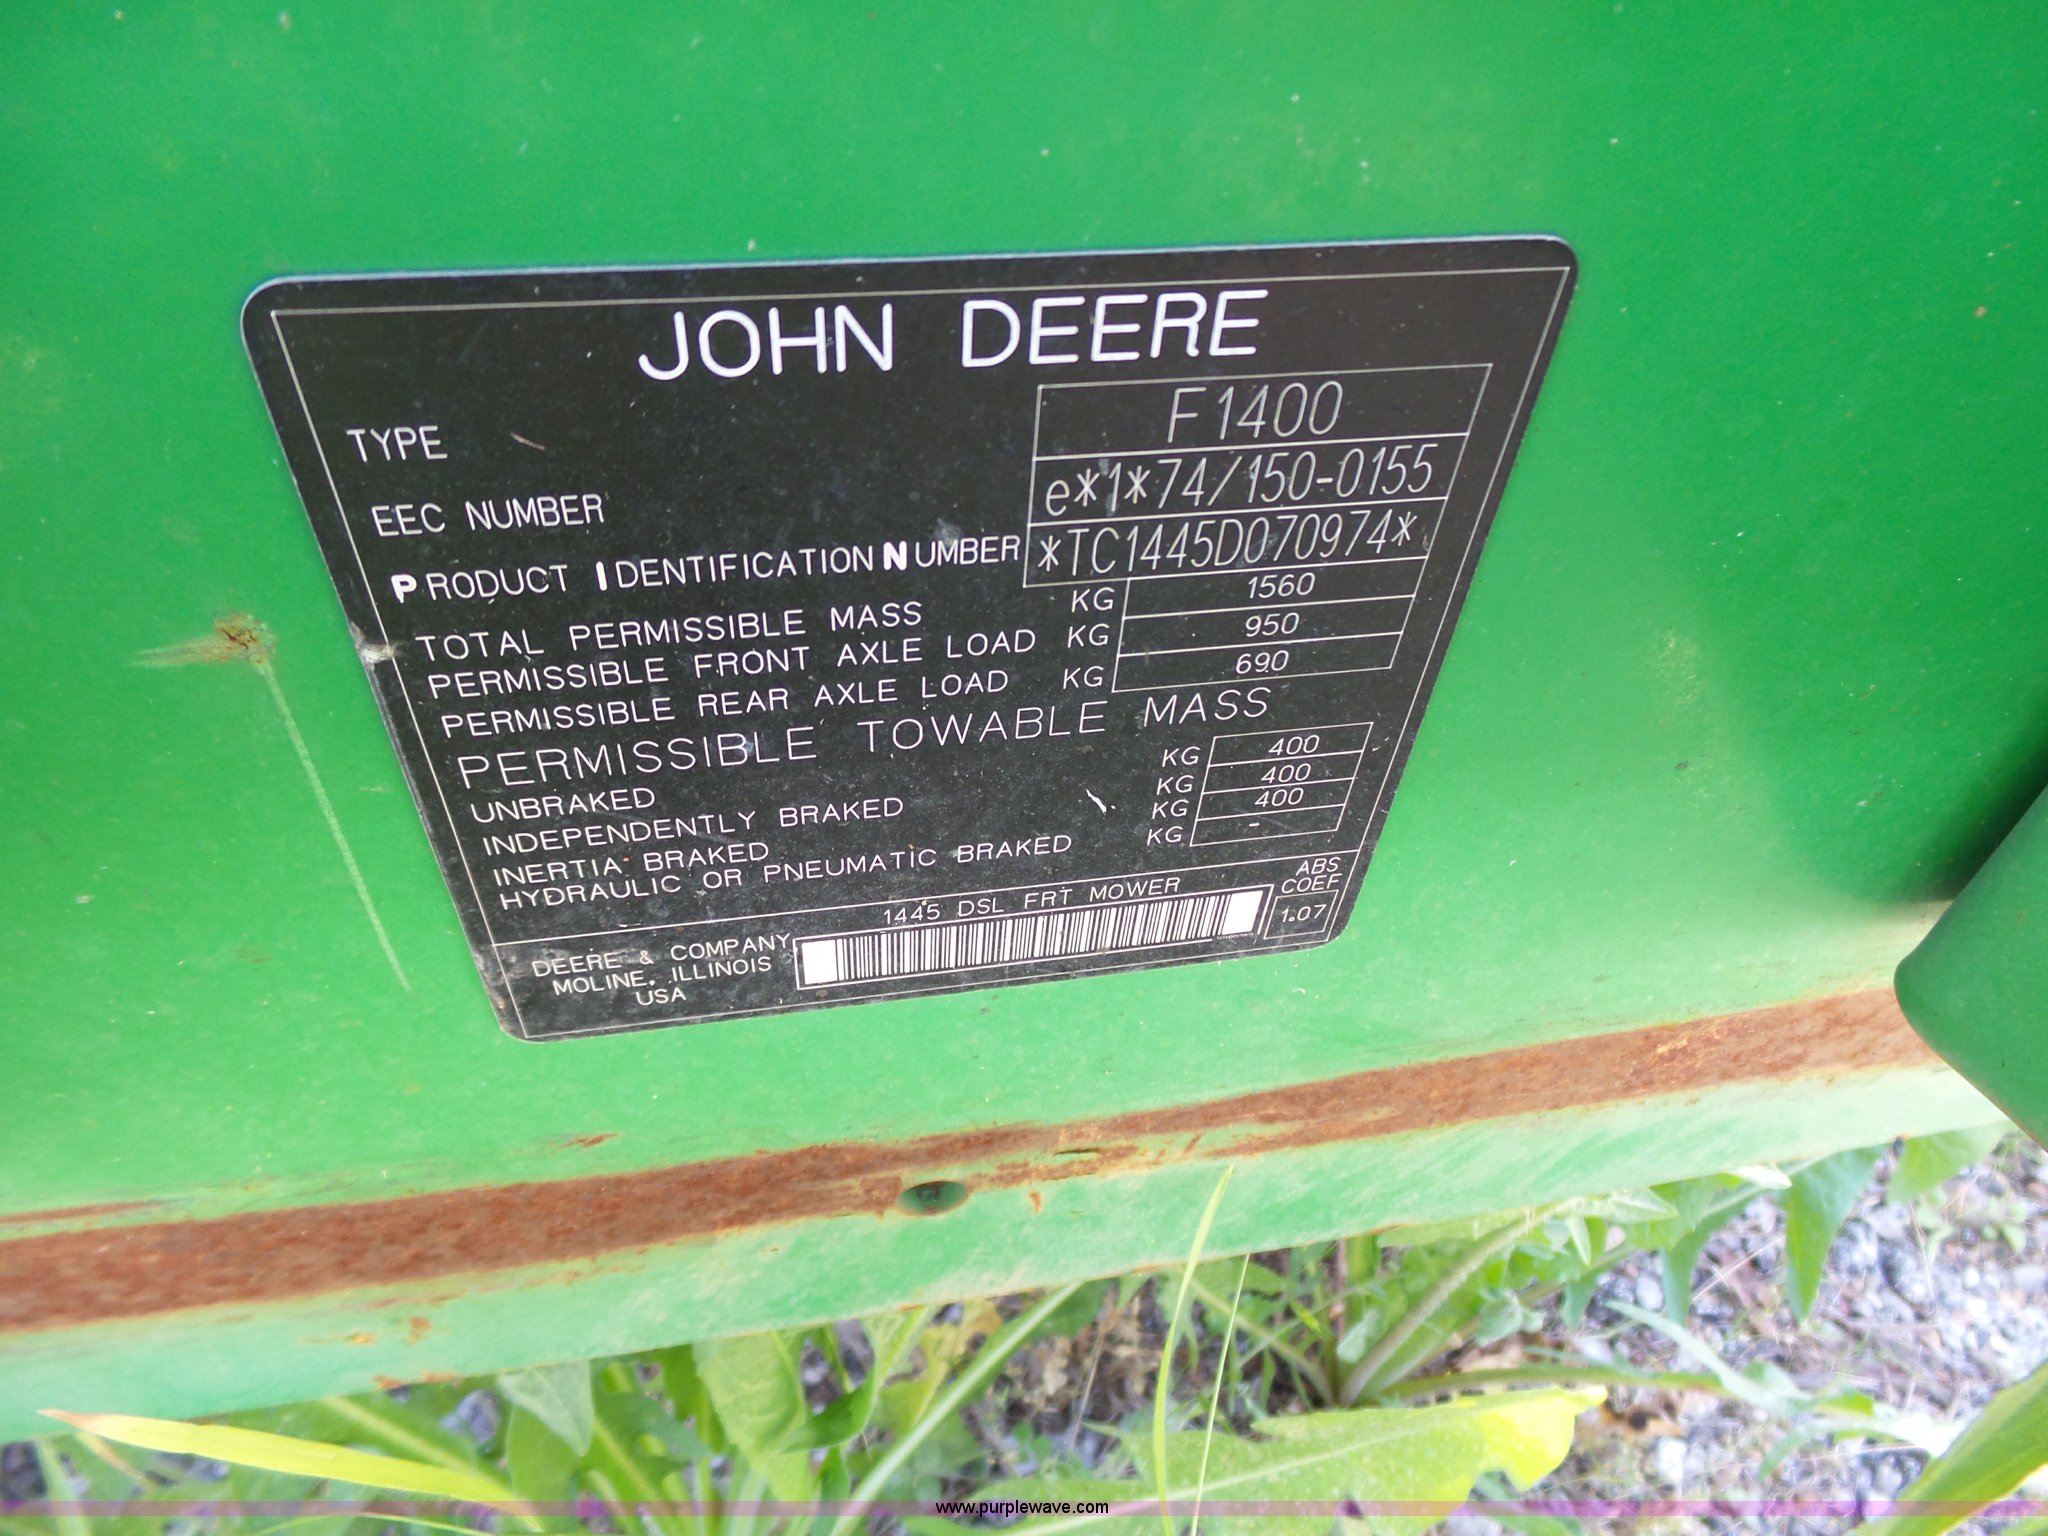 JOHN DEERE
TYPE F1400
EEC NUMBER e*1*74/150-0155
PRODUCT IDENTIFICATION NUMBER *TC1445D070974*
TOTAL PERMISSIBLE MASS KG 1560
PERMISSIBLE FRONT AXLE LOAD KG 950
PERMISSIBLE REAR AXLE LOAD KG 690
PERMISSIBLE TOWABLE MASS
UNBRAKED KG 400
INDEPENDENTLY BRAKED KG 400
INERTIA BRAKED KG 400
HYDRAULIC OR PNEUMATIC BRAKED KG -
1445 DSL FRT MOWER
ABS
COEF
1.07
DEERE & COMPANY
MOLINE, ILLINOIS
USA
www.purplewave.com